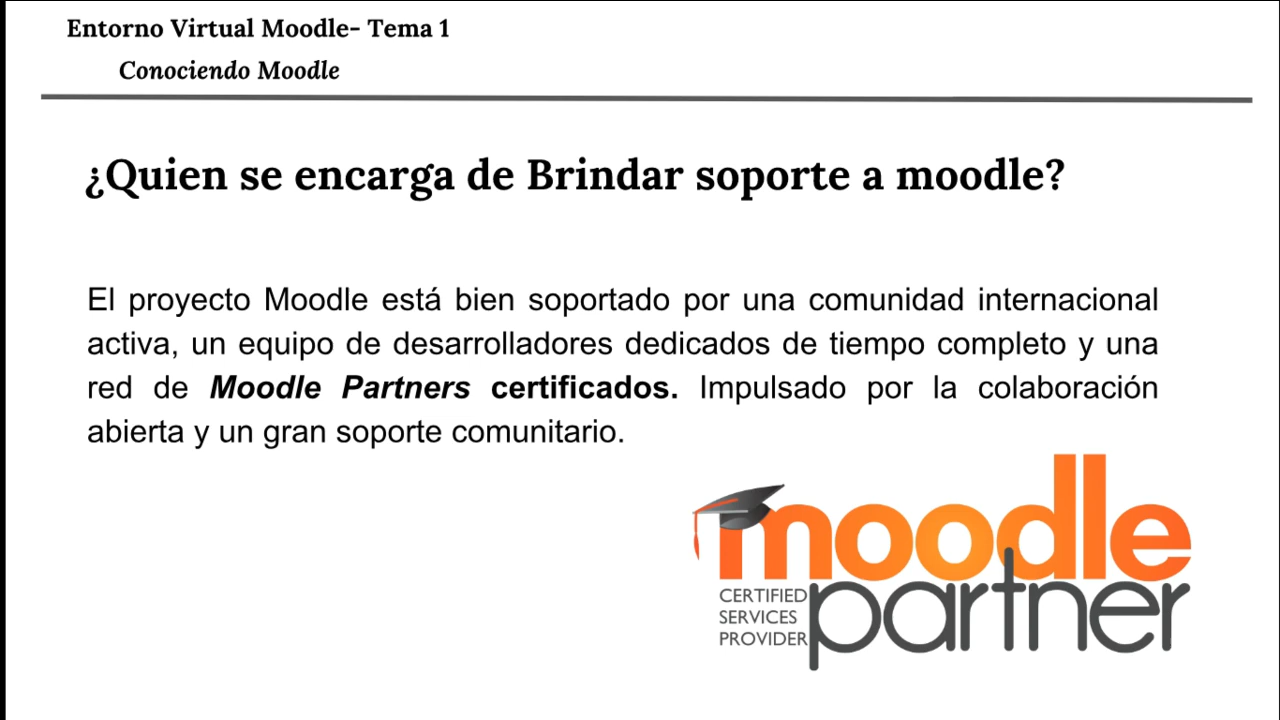 Entorno Virtual Moodle- Tema 1
Conociendo Moodle
¿Quien se encarga de Brindar soporte a moodle?
El proyecto Moodle está bien soportado por una comunidad internacional
activa, un equipo de desarrolladores dedicados de tiempo completo y una
red de Moodle Partners certificados. Impulsado por la colaboración
abierta y un gran soporte comunitario.
moodle
partner
CERTIFIED
SERVICES
PROVIDER